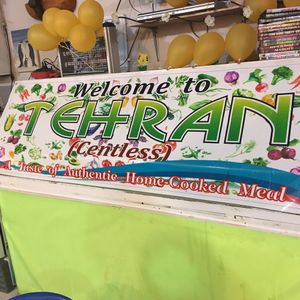 Welcome to
TEHRAN
(Centless)
Taste of Authentic Home-Cooked Meal